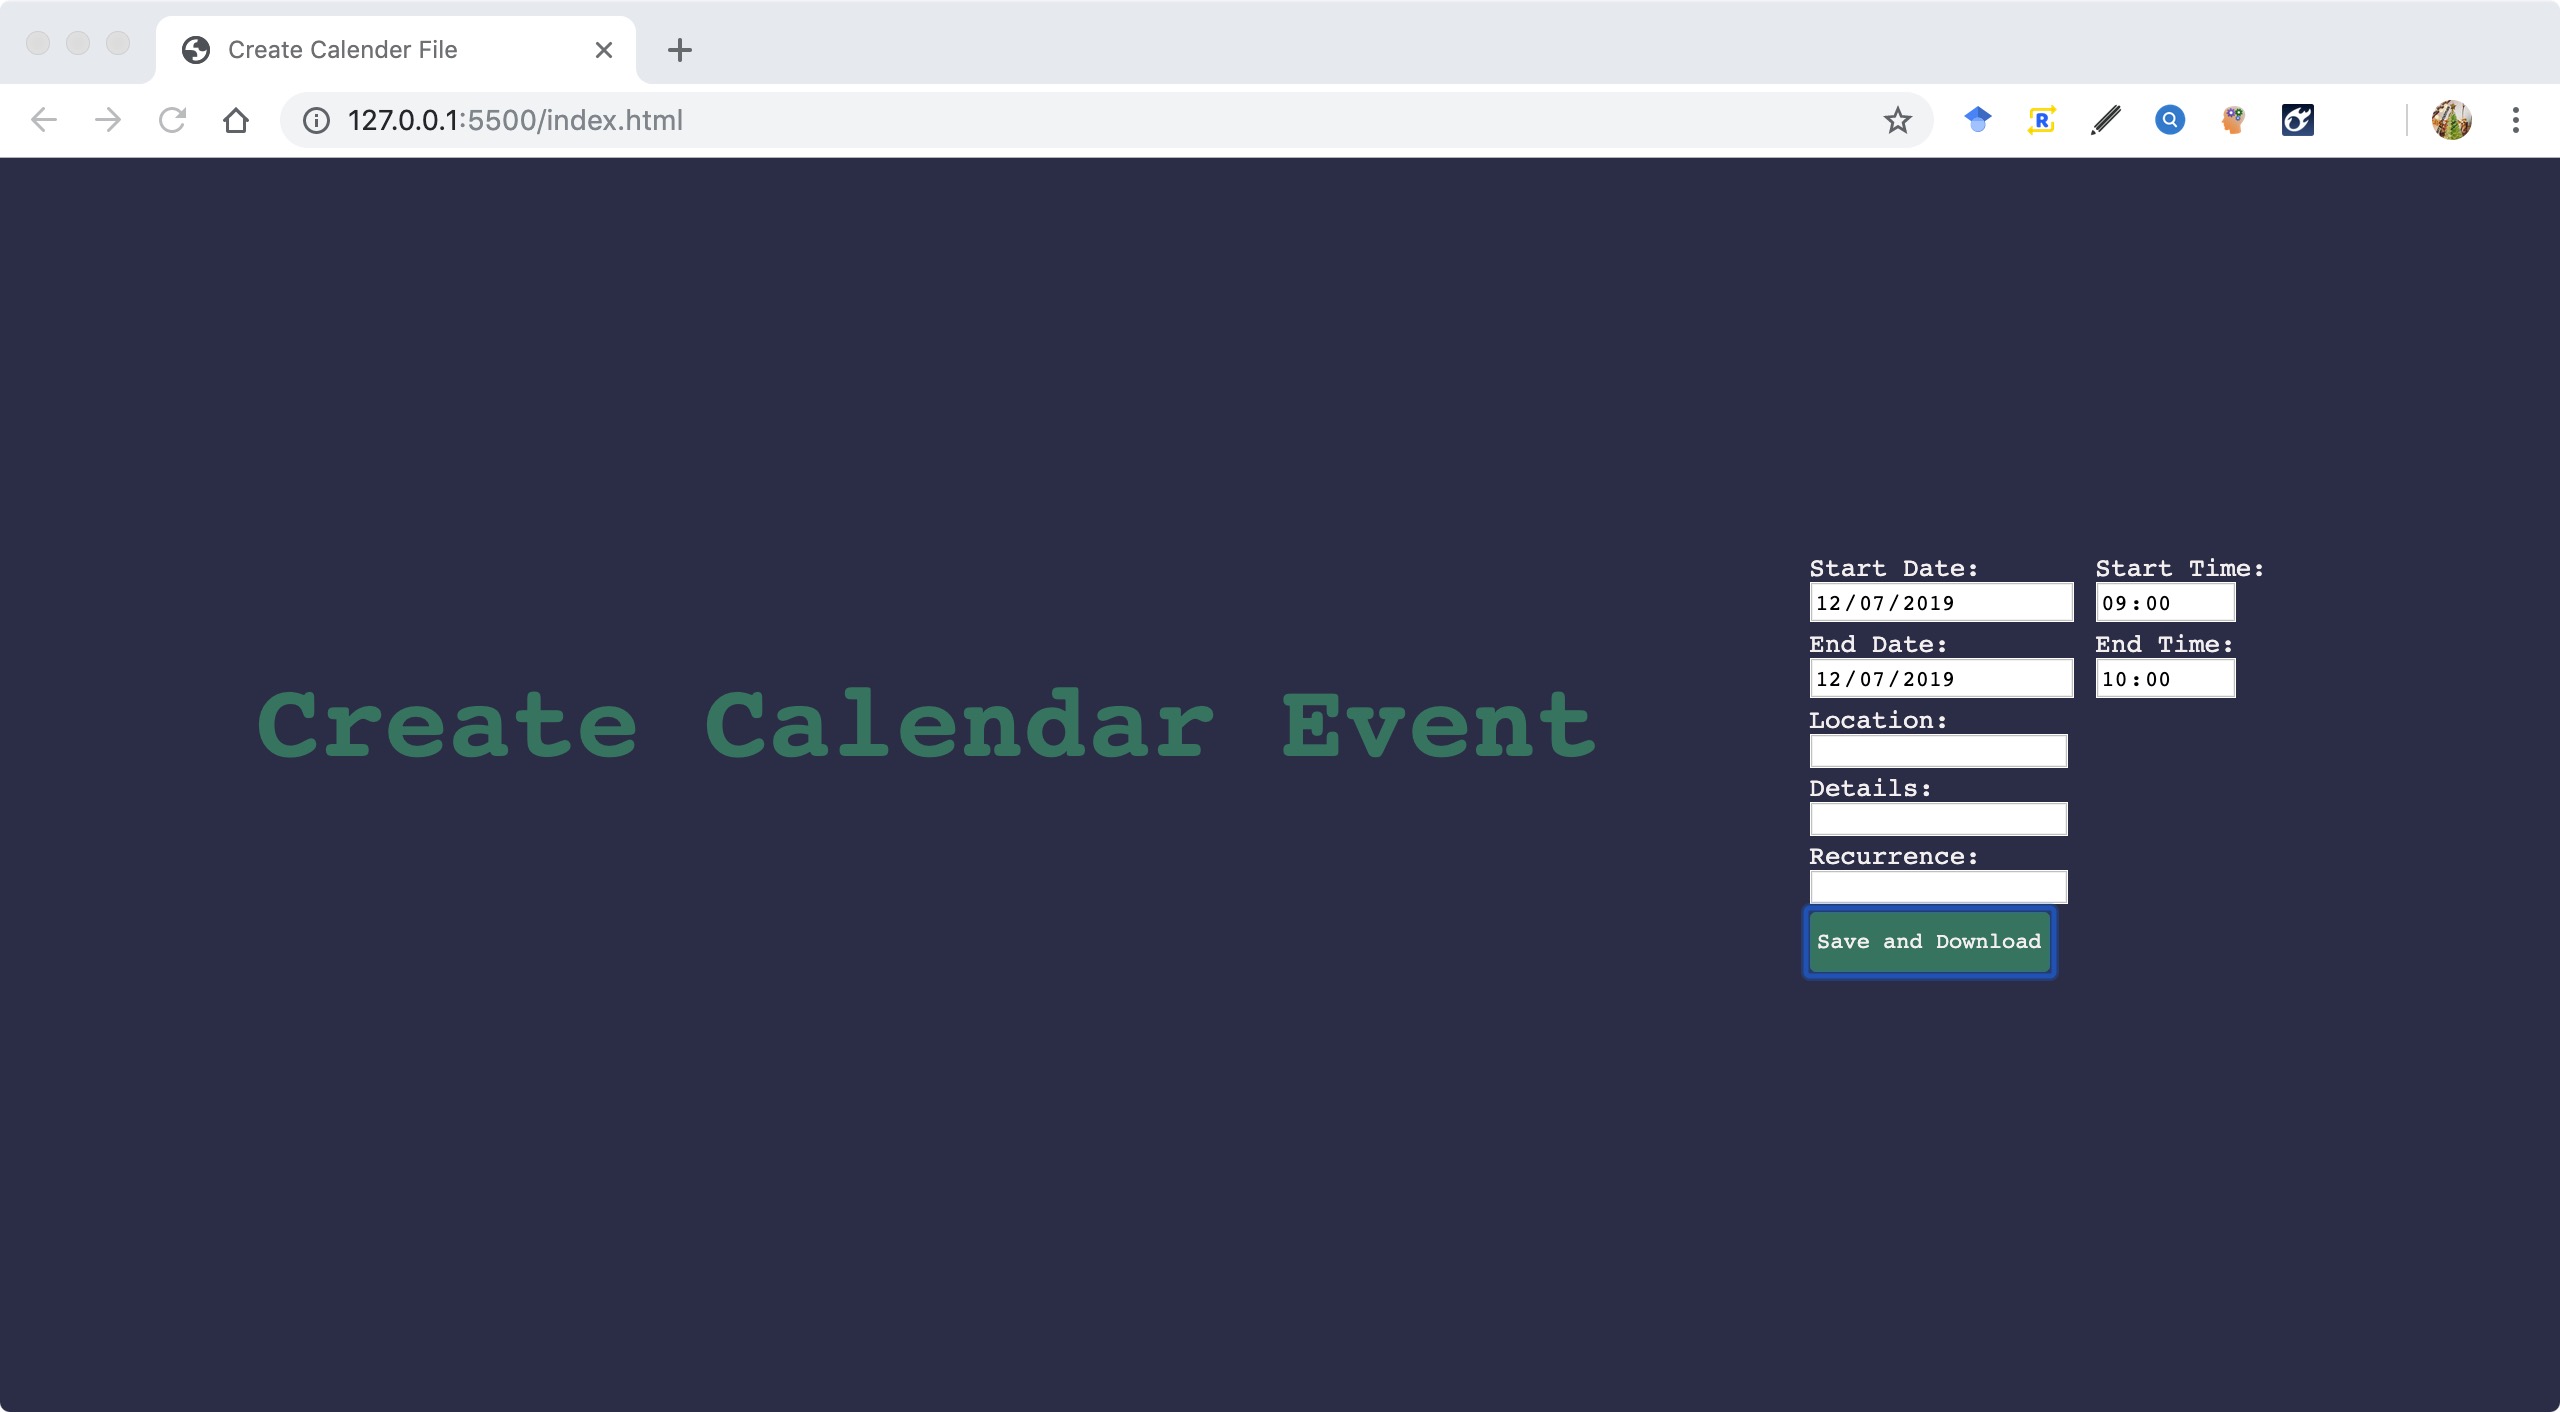 Create Calender File
127.0.0.1:5500/index.html
R
Create Calendar Event
Start Date: Start Time:
12/07/2019 09:00
End Date: End Time:
12/07/2019 10:00
Location:
Details:
Recurrence:
Save and Download